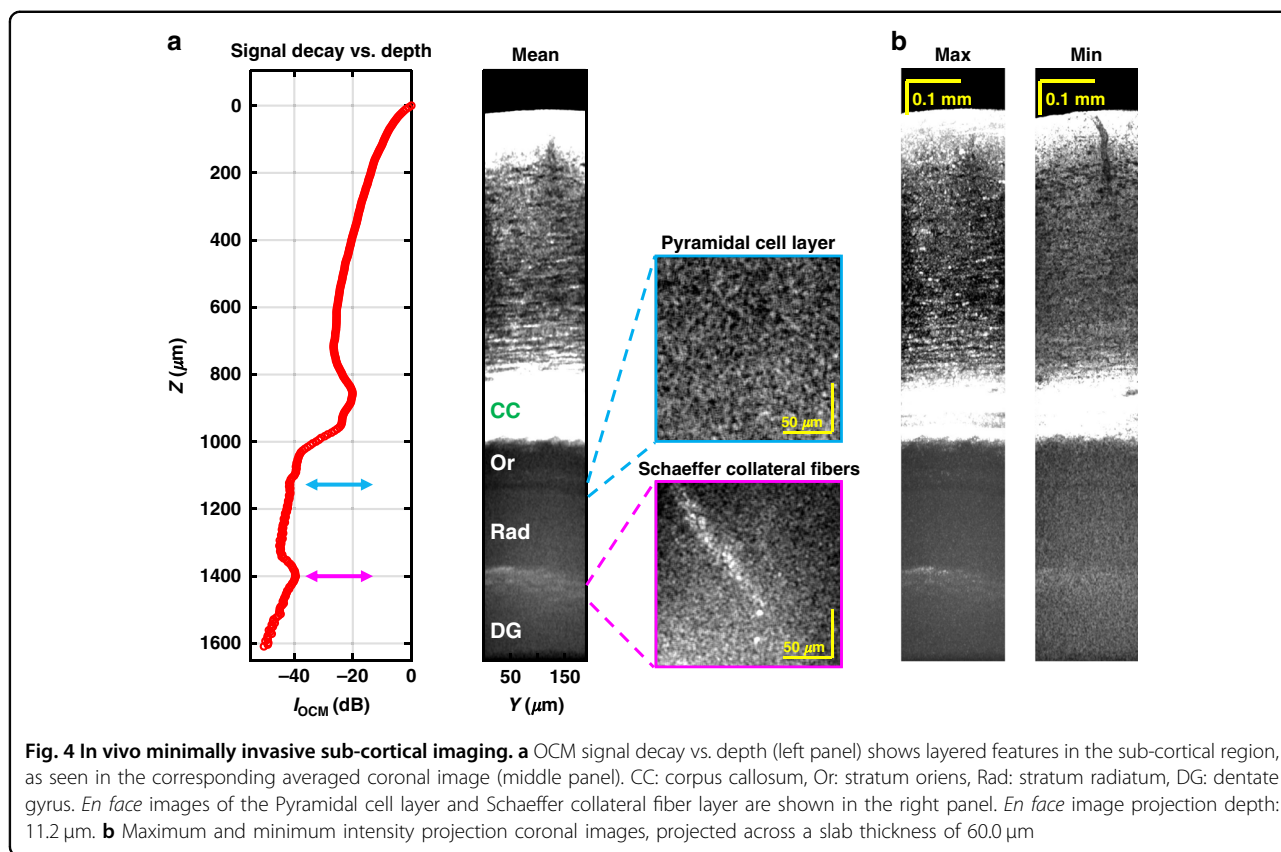 a
Signal decay vs. depth
Mean
b
Max
Min
0
200
400
600
800
1000
1200
1400
1600
Z (μm)
−40
−20
0
I OCM (dB)
CC
Or
Rad
DG
50
150
Y (μm)
Pyramidal cell layer
50 μm
Schaeffer collateral fibers
50 μm
0.1 mm
0.1 mm
Fig. 4 In vivo minimally invasive sub-cortical imaging. a OCM signal decay vs. depth (left panel) shows layered features in the sub-cortical region,
as seen in the corresponding averaged coronal image (middle panel). CC: corpus callosum, Or: stratum oriens, Rad: stratum radiatum, DG: dentate
gyrus. En face images of the Pyramidal cell layer and Schaeffer collateral fiber layer are shown in the right panel. En face image projection depth:
11.2 μm. b Maximum and minimum intensity projection coronal images, projected across a slab thickness of 60.0 μm